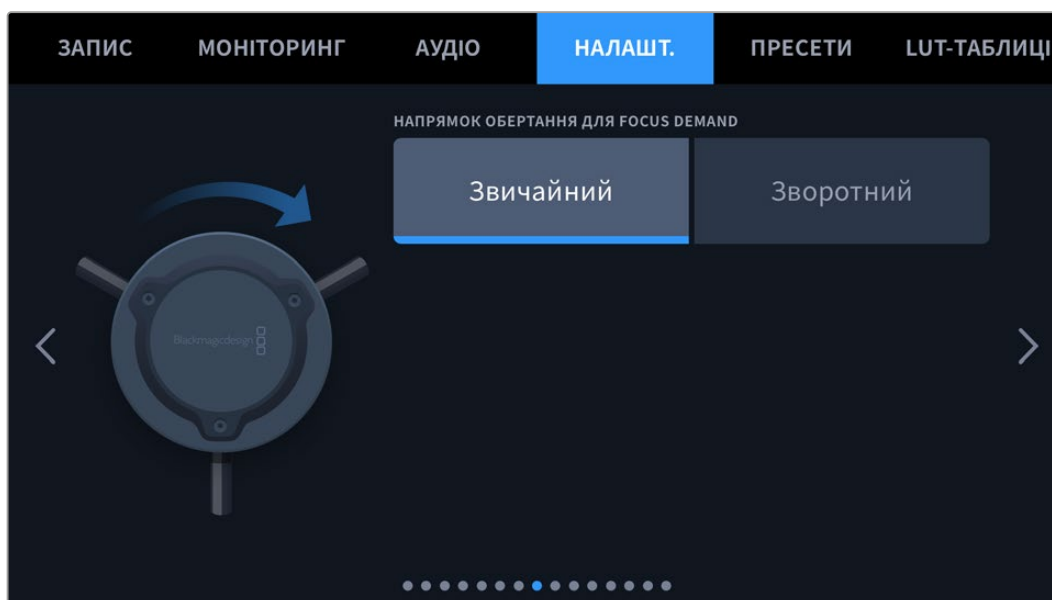 ЗАПИС МОНІТОРИНГ АУДІО НАЛАШТ. ПРЕСЕТИ LUT-ТАБЛИЦІ
НАПРЯМОК ОБЕРТАННЯ ДЛЯ FOCUS DEMAND
Звичайний Зворотний
Blackmagicdesign